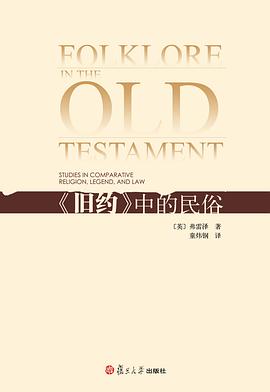 FOLKLORE
IN THE
OLD
TESTAMENT
STUDIES IN COMPARATIVE
RELIGION, LEGEND, AND LAW
《旧约》中的民俗
〔英〕弗雷泽 著
童炜钢 译
复旦大学出版社